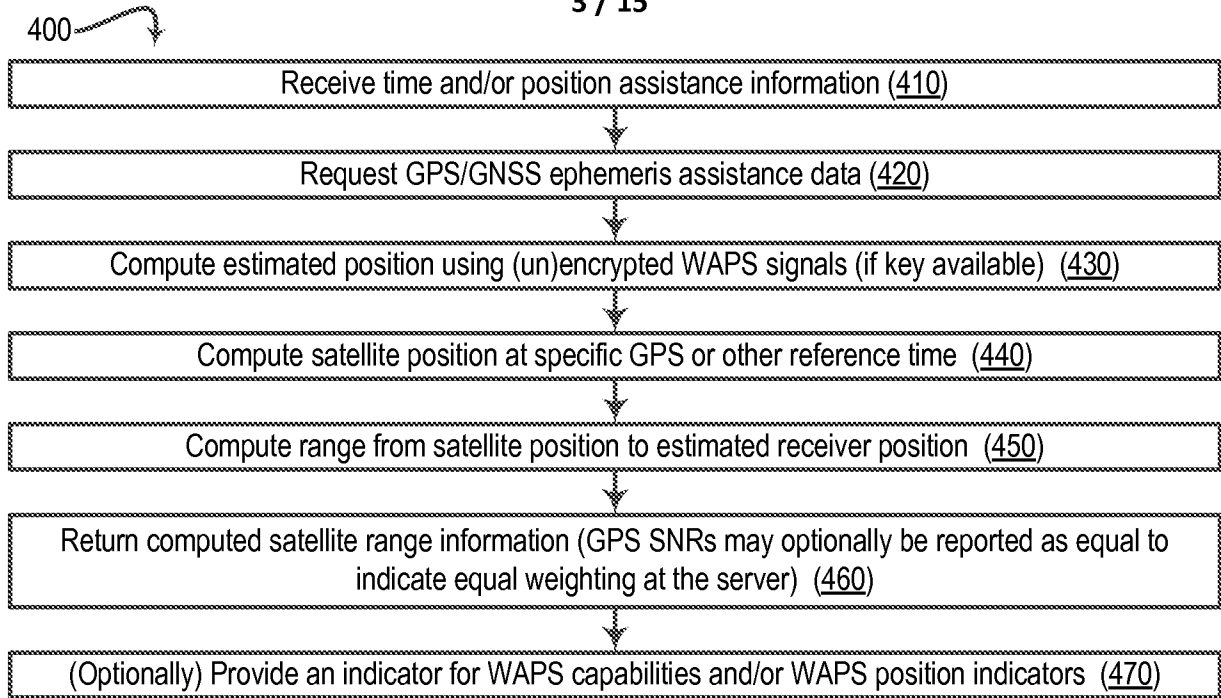 3 / 15
400
Receive time and/or position assistance information (410)
Request GPS/GNSS ephemeris assistance data (420)
Compute estimated position using (un)encrypted WAPS signals (if key available) (430)
Compute satellite position at specific GPS or other reference time (440)
Compute range from satellite position to estimated receiver position (450)
Return computed satellite range information (GPS SNRs may optionally be reported as equal to
indicate equal weighting at the server) (460)
(Optionally) Provide an indicator for WAPS capabilities and/or WAPS position indicators (470)